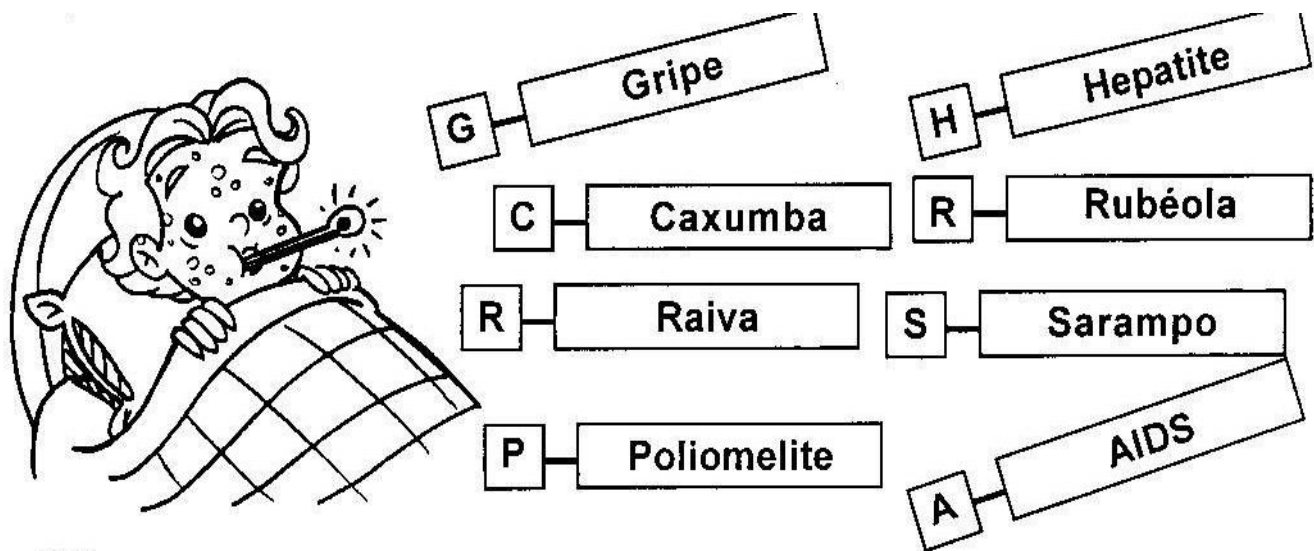 G Gripe
H Hepatite
C Caxumba
R Rubéola
R Raiva
S Sarampo
P Poliomelite
A AIDS